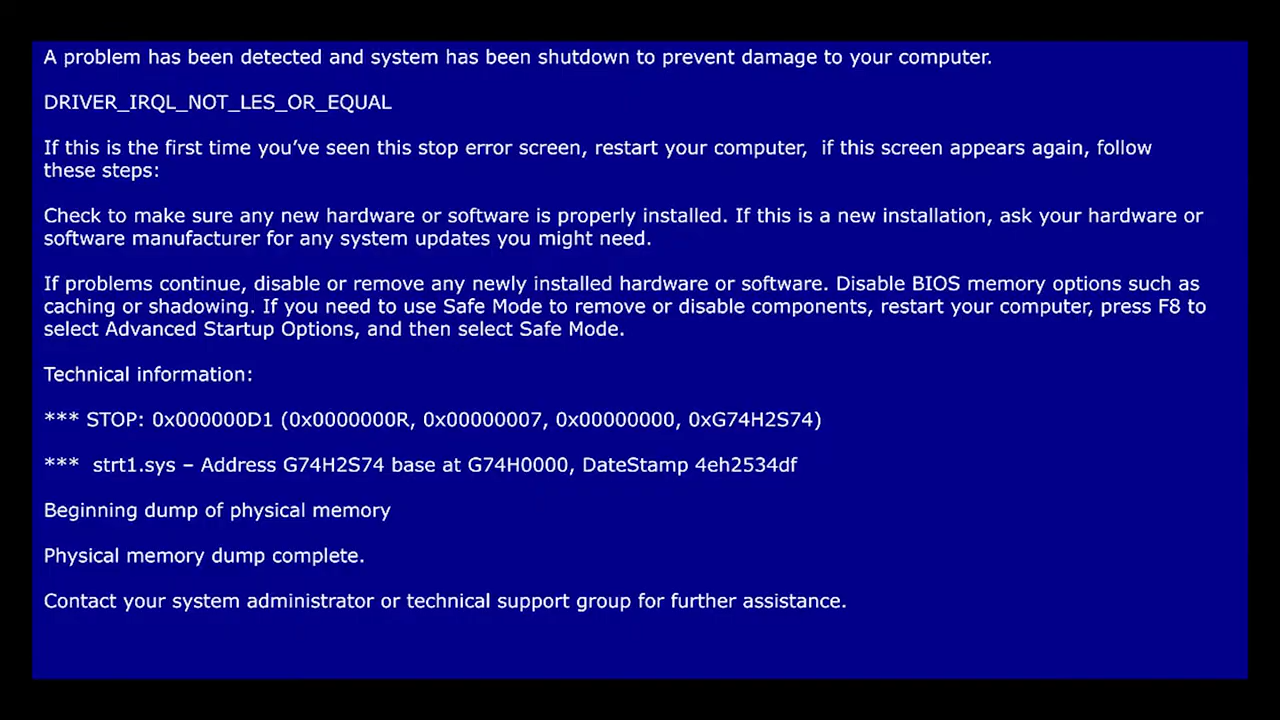 A problem has been detected and system has been shutdown to prevent damage to your computer.
DRIVER_IRQL_NOT_LES_OR_EQUAL
If this is the first time you’ve seen this stop error screen, restart your computer,  if this screen appears again, follow
these steps:
Check to make sure any new hardware or software is properly installed. If this is a new installation, ask your hardware or
software manufacturer for any system updates you might need.
If problems continue, disable or remove any newly installed hardware or software. Disable BIOS memory options such as
caching or shadowing. If you need to use Safe Mode to remove or disable components, restart your computer, press F8 to
select Advanced Startup Options, and then select Safe Mode.
Technical information:
*** STOP: 0x000000D1 (0x0000000R, 0x00000007, 0x00000000, 0xG74H2S74)
***  strt1.sys – Address G74H2S74 base at G74H0000, DateStamp 4eh2534df
Beginning dump of physical memory
Physical memory dump complete.
Contact your system administrator or technical support group for further assistance.